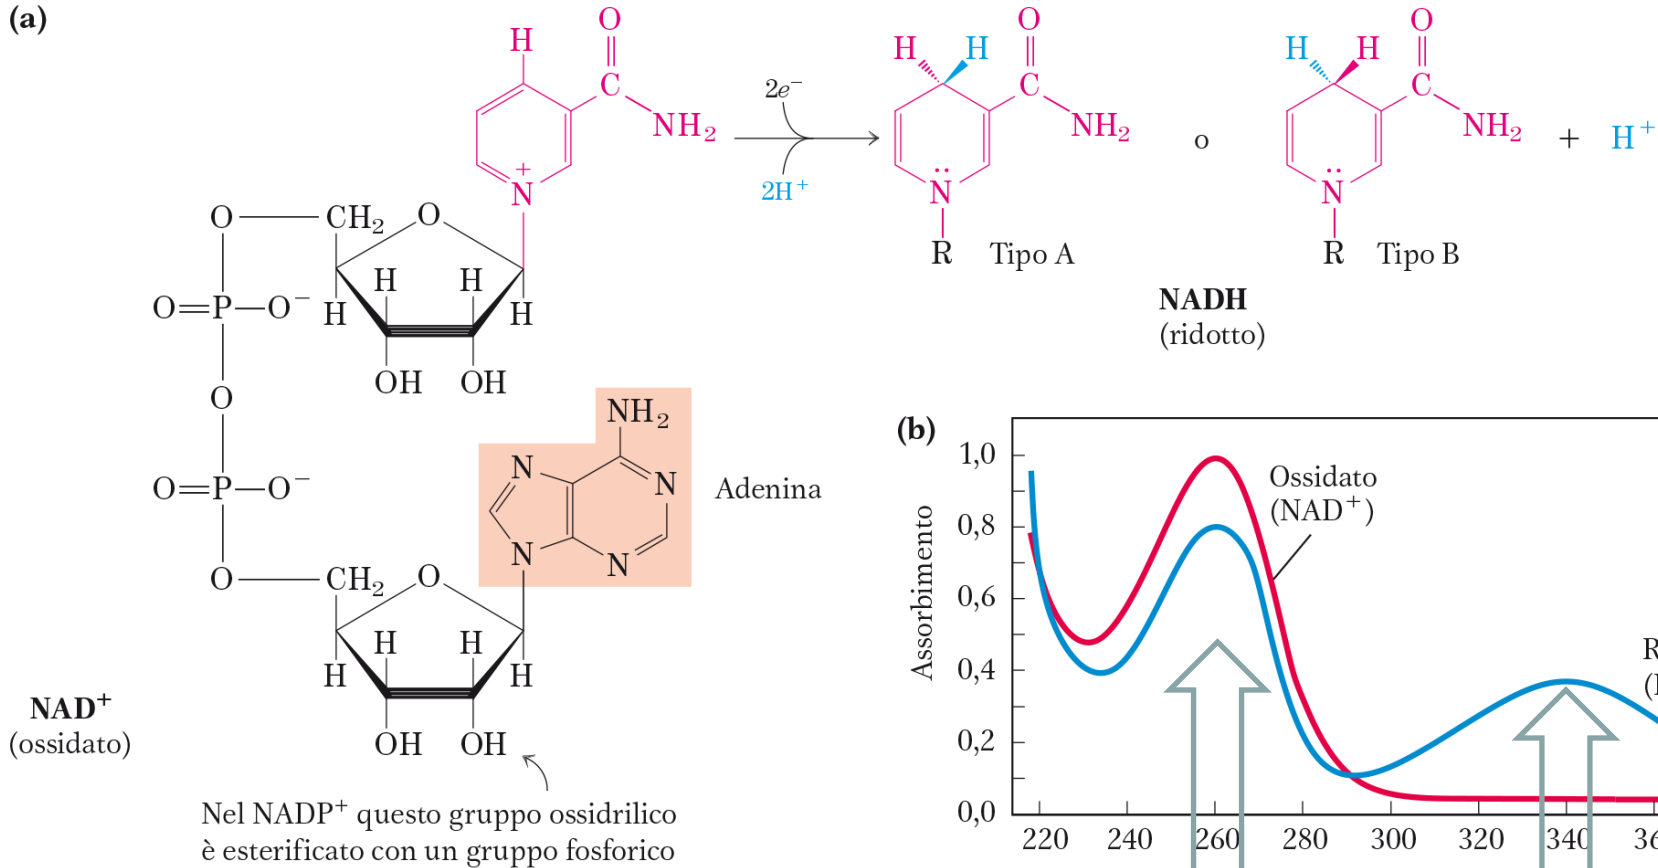 (a)
H
O
C
NH₂
N
+
2e⁻
2H⁺
H
H
O
C
NH₂
N
R
Tipo A
o
H
H
O
C
NH₂
N
R
Tipo B
+ H⁺
NADH
(ridotto)
O
CH₂
O
H
H
H
H
O=P—O⁻
OH
OH
O
O=P—O⁻
NH₂
N
N
N
N
Adenina
O
CH₂
O
H
H
H
H
OH
OH
NAD⁺
(ossidato)
Nel NADP⁺ questo gruppo ossidrilico
è esterificato con un gruppo fosforico
(b)
Assorbimento
1,0
0,8
0,6
0,4
0,2
0,0
Ossidato
(NAD⁺)
R
220 240 260 280 300 320 340